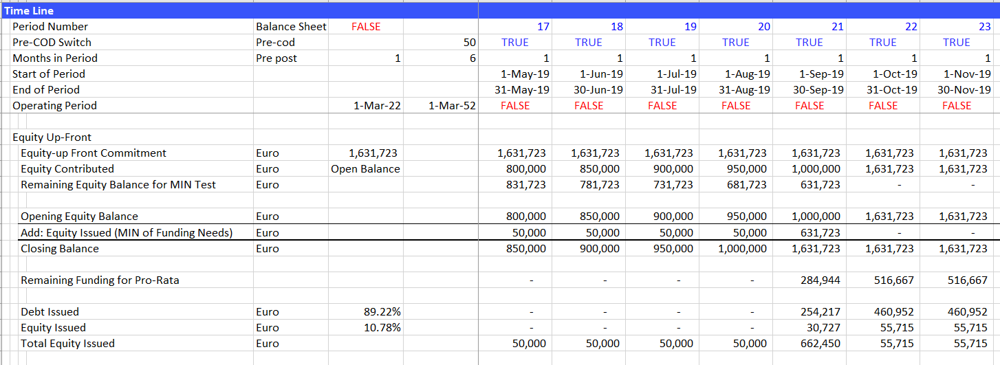 Time Line
Period Number Balance Sheet FALSE 17 18 19 20 21 22 23
Pre-COD Switch Pre-cod 50 TRUE TRUE TRUE TRUE TRUE TRUE TRUE
Months in Period Pre post 1 6 1 1 1 1 1 1 1
Start of Period 1-May-19 1-Jun-19 1-Jul-19 1-Aug-19 1-Sep-19 1-Oct-19 1-Nov-19
End of Period 31-May-19 30-Jun-19 31-Jul-19 31-Aug-19 30-Sep-19 31-Oct-19 30-Nov-19
Operating Period 1-Mar-22 1-Mar-52 FALSE FALSE FALSE FALSE FALSE FALSE FALSE
Equity Up-Front
Equity-up Front Commitment Euro 1,631,723 1,631,723 1,631,723 1,631,723 1,631,723 1,631,723 1,631,723 1,631,723
Equity Contributed Euro Open Balance 800,000 850,000 900,000 950,000 1,000,000 1,631,723 1,631,723
Remaining Equity Balance for MIN Test Euro 831,723 781,723 731,723 681,723 631,723 - -
Opening Equity Balance Euro 800,000 850,000 900,000 950,000 1,000,000 1,631,723 1,631,723
Add: Equity Issued (MIN of Funding Needs) Euro 50,000 50,000 50,000 50,000 631,723 - -
Closing Balance Euro 850,000 900,000 950,000 1,000,000 1,631,723 1,631,723 1,631,723
Remaining Funding for Pro-Rata - - - - 284,944 516,667 516,667
Debt Issued Euro 89.22% - - - - 254,217 460,952 460,952
Equity Issued Euro 10.78% - - - - 30,727 55,715 55,715
Total Equity Issued Euro 50,000 50,000 50,000 50,000 662,450 55,715 55,715